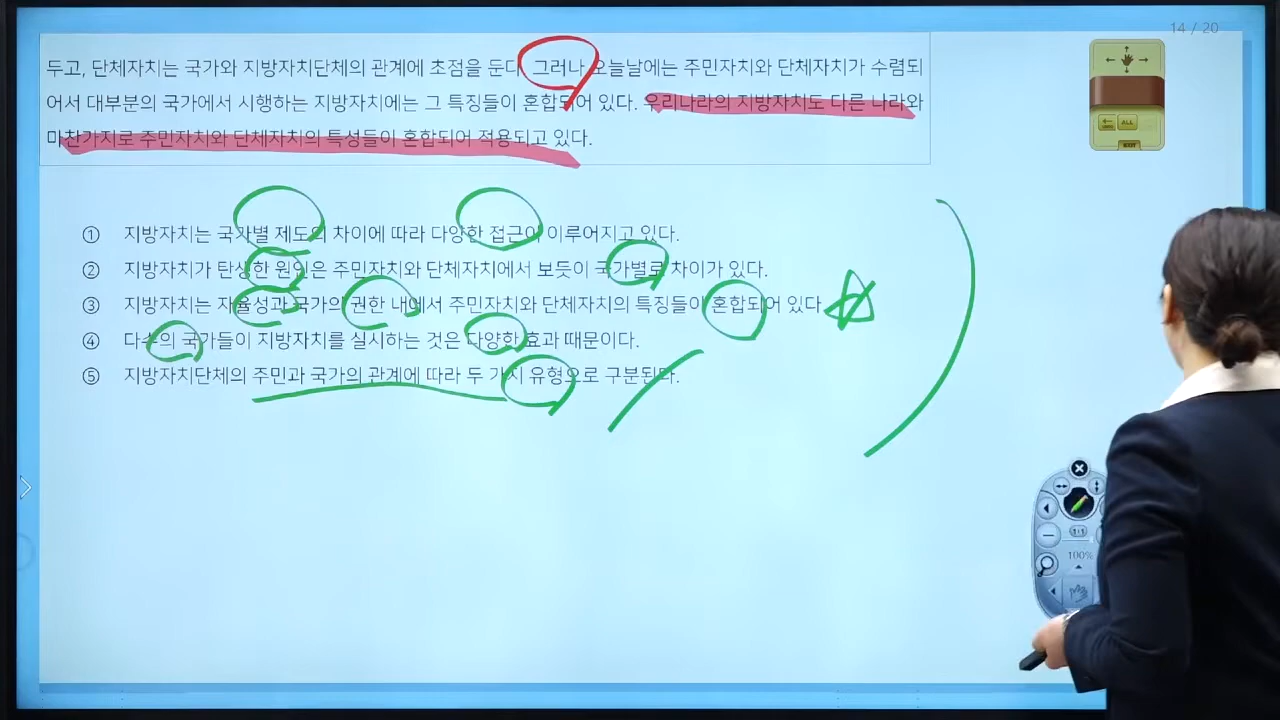 14 / 20
두고, 단체자치는 국가와 지방자치단체의 관계에 초점을 둔다. 그러나 오늘날에는 주민자치와 단체자치가 수렴되
어서 대부분의 국가에서 시행하는 지방자치에는 그 특징들이 혼합되어 있다. 우리나라의 지방자치도 다른 나라와
마찬가지로 주민자치와 단체자치의 특성들이 혼합되어 적용되고 있다.
① 지방자치는 국가별 제도의 차이에 따라 다양한 접근이 이루어지고 있다.
② 지방자치가 탄생한 원인은 주민자치와 단체자치에서 보듯이 국가별로 차이가 있다.
③ 지방자치는 자율성과 국가의 권한 내에서 주민자치와 단체자치의 특징들이 혼합되어 있다.
④ 다수의 국가들이 지방자치를 실시하는 것은 다양한 효과 때문이다.
⑤ 지방자치단체의 주민과 국가의 관계에 따라 두 가지 유형으로 구분된다.
ALL
100%